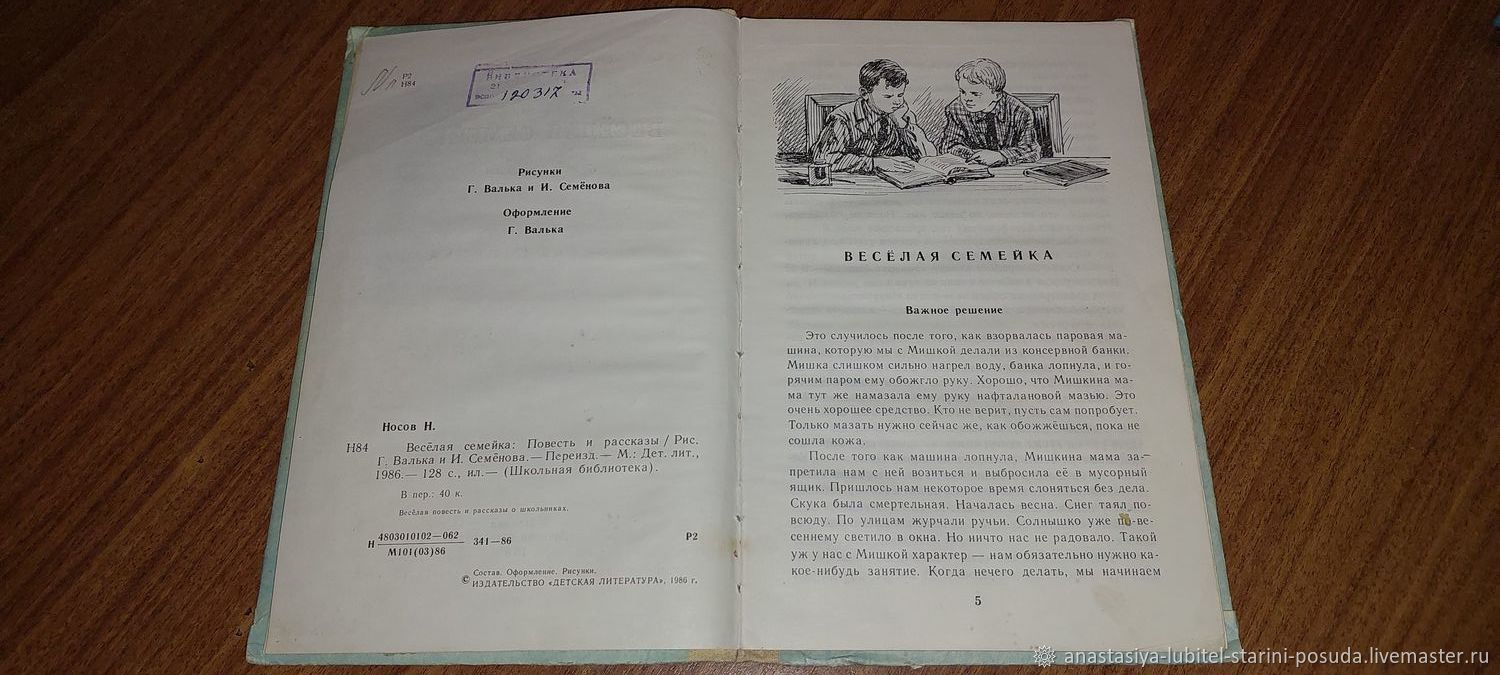 Р2
Н84
БИБЛИОТЕКА
120317
Рисунки
Г. Валька и И. Семёнова
Оформление
Г. Валька
Носов Н.
Н84 Весёлая семейка: Повесть и рассказы / Рис.
Г. Валька и И. Семёнова.— Переизд.— М.: Дет. лит.,
1986.— 128 с., ил.— (Школьная библиотека).
В пер.: 40 к.
Весёлая повесть и рассказы о школьниках.
Н 4803010102—062
М101(03)86
341—86
Р2
Состав. Оформление. Рисунки.
© ИЗДАТЕЛЬСТВО «ДЕТСКАЯ ЛИТЕРАТУРА», 1986 г.
ВЕСЁЛАЯ СЕМЕЙКА
Важное решение
Это случилось после того, как взорвалась паровая ма-
шина, которую мы с Мишкой делали из консервной банки.
Мишка слишком сильно нагрел воду, банка лопнула, и го-
рячим паром ему обожгло руку. Хорошо, что Мишкина ма-
ма тут же намазала ему руку нафталановой мазью. Это
очень хорошее средство. Кто не верит, пусть сам попробует.
Только мазать нужно сейчас же, как обожжёшься, пока не
сошла кожа.
После того как машина лопнула, Мишкина мама за-
претила нам с ней возиться и выбросила её в мусорный
ящик. Пришлось нам некоторое время слоняться без дела.
Скука была смертельная. Началась весна. Снег таял по-
всюду. По улицам журчали ручьи. Солнышко уже по-ве-
сеннему светило в окна. Но ничто нас не радовало. Такой
уж у нас с Мишкой характер — нам обязательно нужно ка-
кое-нибудь занятие. Когда нечего делать, мы начинаем
5
anastasiya-lubitel-starini-posuda.livemaster.ru